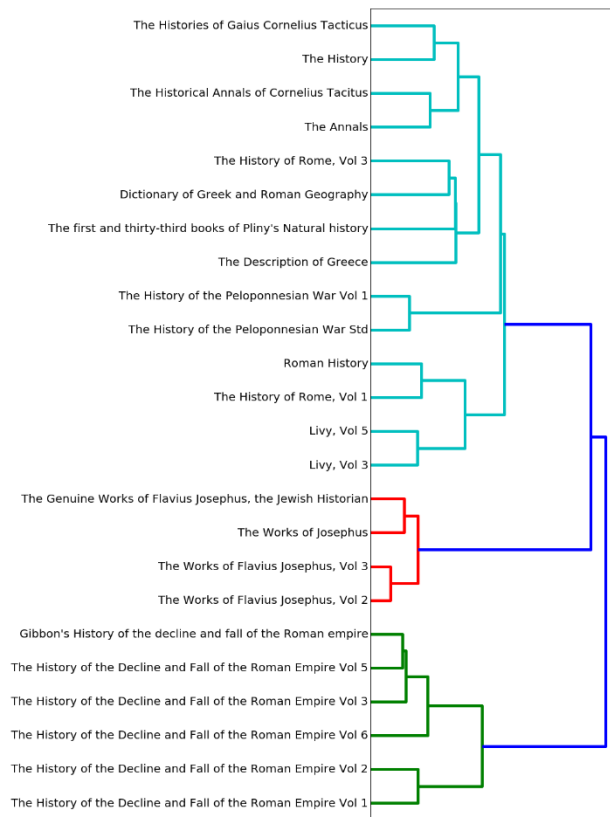 The Histories of Gaius Cornelius Tacticus
The History
The Historical Annals of Cornelius Tacitus
The Annals
The History of Rome, Vol 3
Dictionary of Greek and Roman Geography
The first and thirty-third books of Pliny's Natural history
The Description of Greece
The History of the Peloponnesian War Vol 1
The History of the Peloponnesian War Std
Roman History
The History of Rome, Vol 1
Livy, Vol 5
Livy, Vol 3
The Genuine Works of Flavius Josephus, the Jewish Historian
The Works of Josephus
The Works of Flavius Josephus, Vol 3
The Works of Flavius Josephus, Vol 2
Gibbon's History of the decline and fall of the Roman empire
The History of the Decline and Fall of the Roman Empire Vol 5
The History of the Decline and Fall of the Roman Empire Vol 3
The History of the Decline and Fall of the Roman Empire Vol 6
The History of the Decline and Fall of the Roman Empire Vol 2
The History of the Decline and Fall of the Roman Empire Vol 1